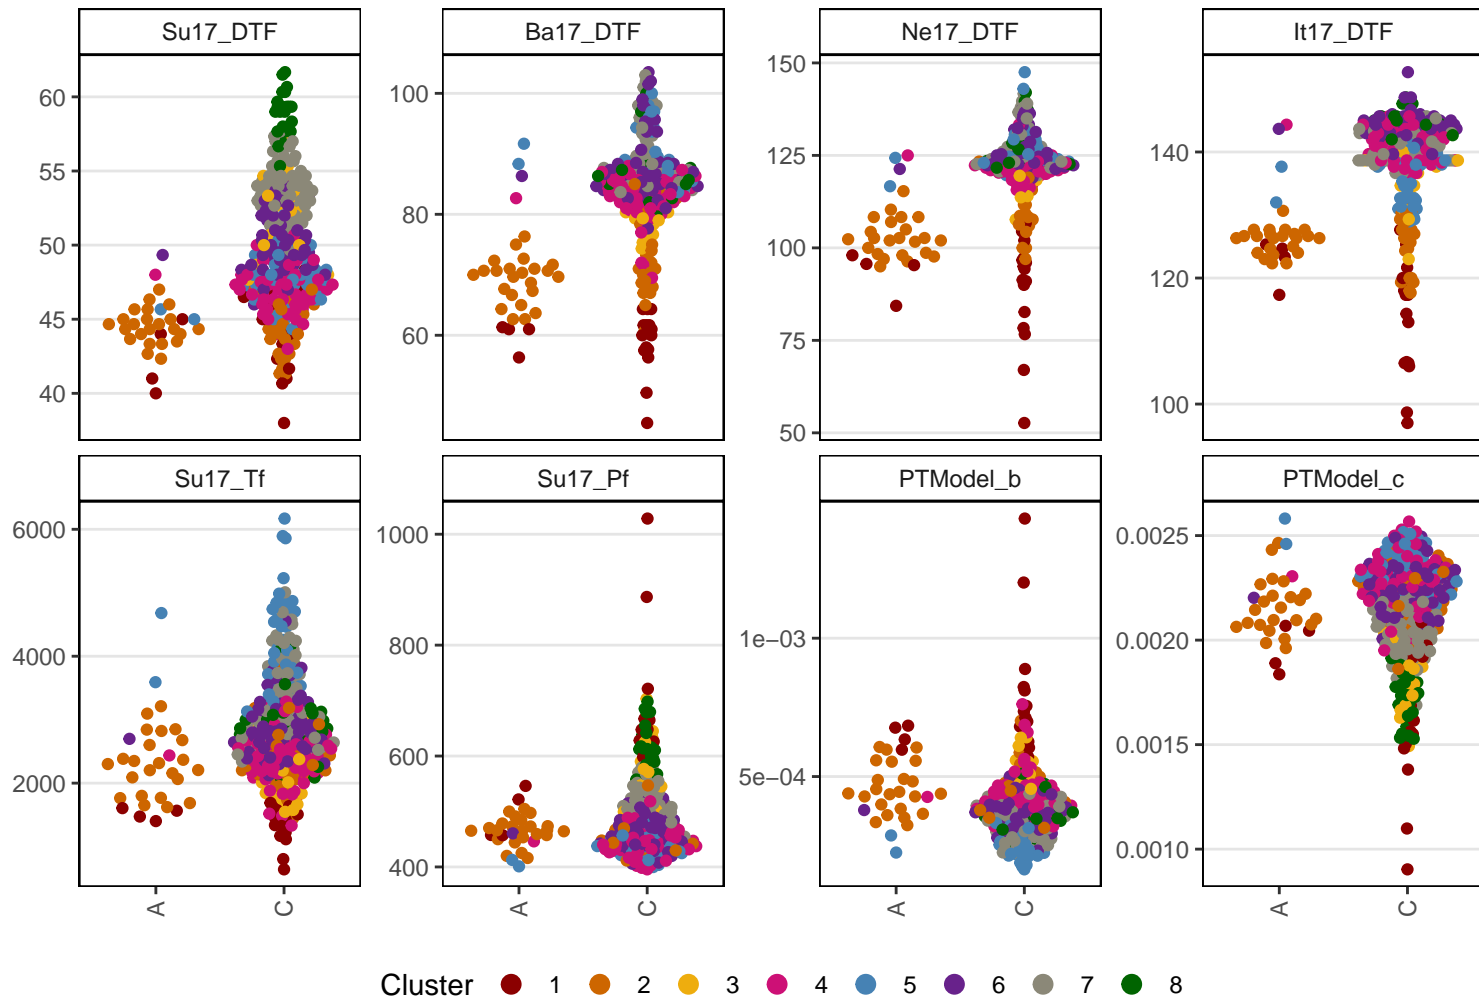 Su17_DTF
Ba17_DTF
Ne17_DTF
It17_DTF
60
55
50
45
40
100
80
60
150
125
100
75
50
140
120
100
Su17_Tf
Su17_Pf
PTModel_b
PTModel_c
6000
4000
2000
1000
800
600
400
1e−03
5e−04
0.0025
0.0020
0.0015
0.0010
A
C
A
C
A
C
A
C
Cluster 1 2 3 4 5 6 7 8